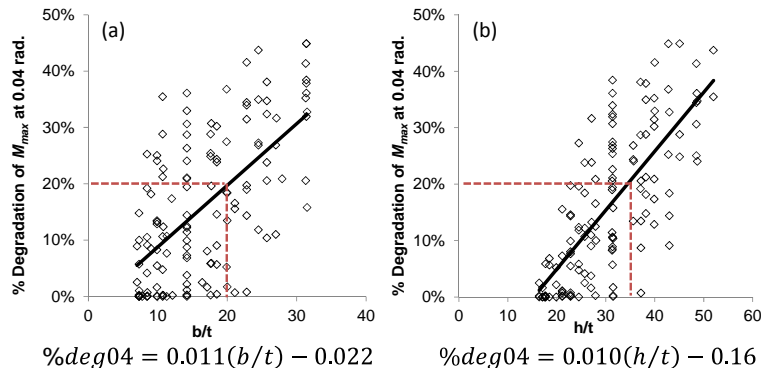 (a)
% Degradation of M_max at 0.04 rad.
50%
40%
30%
20%
10%
0%
0 10 20 30 40
b/t
%deg04 = 0.011(b/t) − 0.022
(b)
% Degradation of M_max at 0.04 rad.
50%
40%
30%
20%
10%
0%
0 10 20 30 40 50 60
h/t
%deg04 = 0.010(h/t) − 0.16